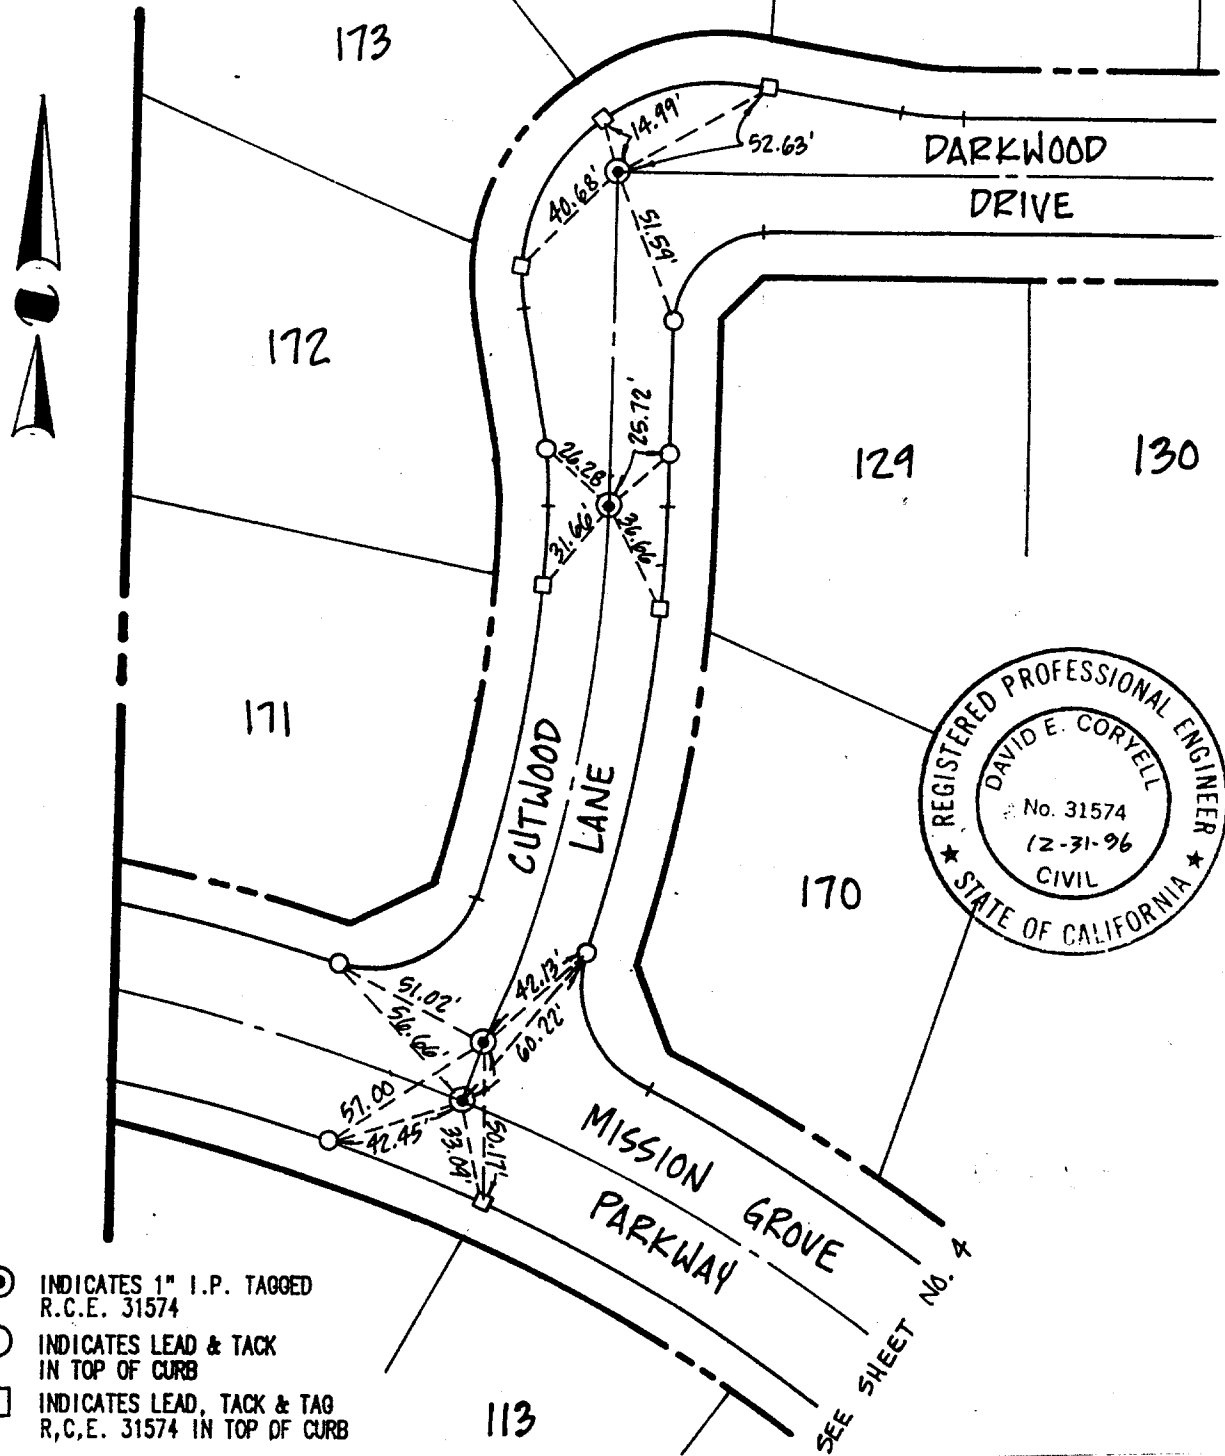 173
14.99'
52.63'
DARKWOOD
DRIVE
40.68'
51.59'
172
25.72'
26.28'
129
130
31.66'
36.66'
171
CUTWOOD
LANE
REGISTERED PROFESSIONAL ENGINEER
DAVID E. CORYELL
No. 31574
12-31-96
CIVIL
STATE OF CALIFORNIA
170
51.02'
42.13'
56.66'
60.22'
57.00'
42.45'
33.09'
50.17'
MISSION GROVE
PARKWAY
SEE SHEET NO. 4
INDICATES 1" I.P. TAGGED
R.C.E. 31574
INDICATES LEAD & TACK
IN TOP OF CURB
INDICATES LEAD, TACK & TAG
R,C,E. 31574 IN TOP OF CURB
113